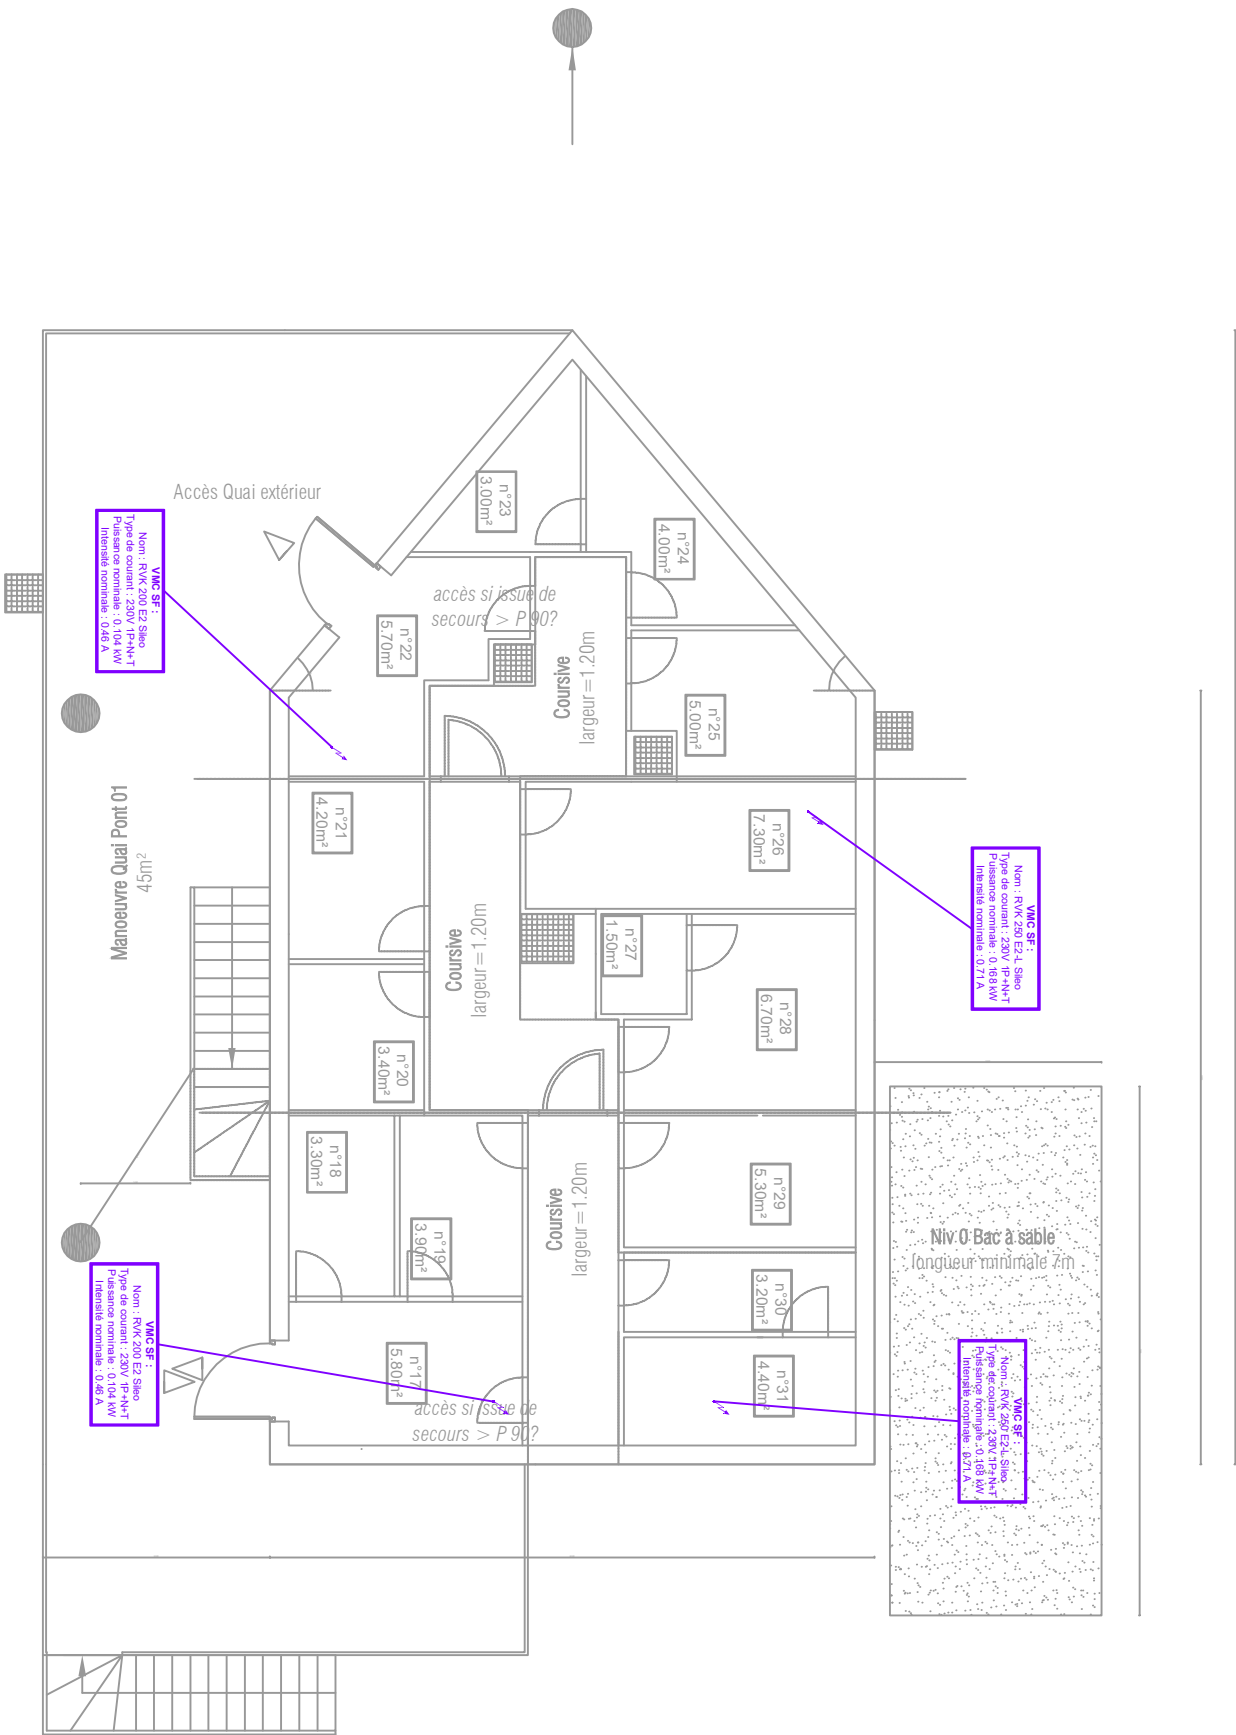 Accès Quai extérieur
n°23
3.00m²
n°24
4.00m²
VMC SF :
Nom : RVK 200 E2 Sileo
Type de courant : 230V 1P+N+T
Puissance nominale : 0.104 kW
Intensité nominale : 0.46 A
accès si issue de
secours > P 90?
n°22
5.70m²
Coursive
largeur = 1.20m
n°25
5.00m²
n°21
4.20m²
n°26
7.30m²
Manoeuvre Quai Pont 01
45m²
VMC SF :
Nom : RVK 250 E2-L Sileo
Type de courant : 230V 1P+N+T
Puissance nominale : 0.168 kW
Intensité nominale : 0.71 A
Coursive
largeur = 1.20m
n°27
1.50m²
n°28
6.70m²
n°20
3.40m²
n°18
3.30m²
n°19
3.90m²
Coursive
largeur = 1.20m
n°29
5.30m²
Niv 0 Bac à sable
longueur minimale 7m
n°30
3.20m²
VMC SF :
Nom : RVK 200 E2 Sileo
Type de courant : 230V 1P+N+T
Puissance nominale : 0.104 kW
Intensité nominale : 0.46 A
n°17
5.80m²
accès si issue de
secours > P 90?
n°31
4.40m²
VMC SF :
Nom : RVK 250 E2-L Sileo
Type de courant : 230V 1P+N+T
Puissance nominale : 0.168 kW
Intensité nominale : 0.71 A